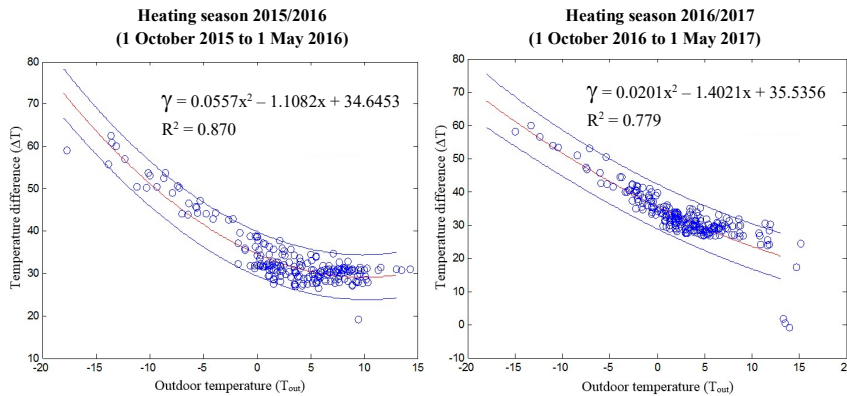 Heating season 2015/2016
(1 October 2015 to 1 May 2016)
80
70
60
50
40
30
20
10
-20
-15
-10
-5
0
5
10
15
Temperature difference (ΔT)
Outdoor temperature (Tout)
γ = 0.0557x² – 1.1082x + 34.6453
R² = 0.870
Heating season 2016/2017
(1 October 2016 to 1 May 2017)
80
70
60
50
40
30
20
10
0
-10
-20
-15
-10
-5
0
5
10
15
2
Temperature difference (ΔT)
Outdoor temperature (Tout)
γ = 0.0201x² – 1.4021x + 35.5356
R² = 0.779